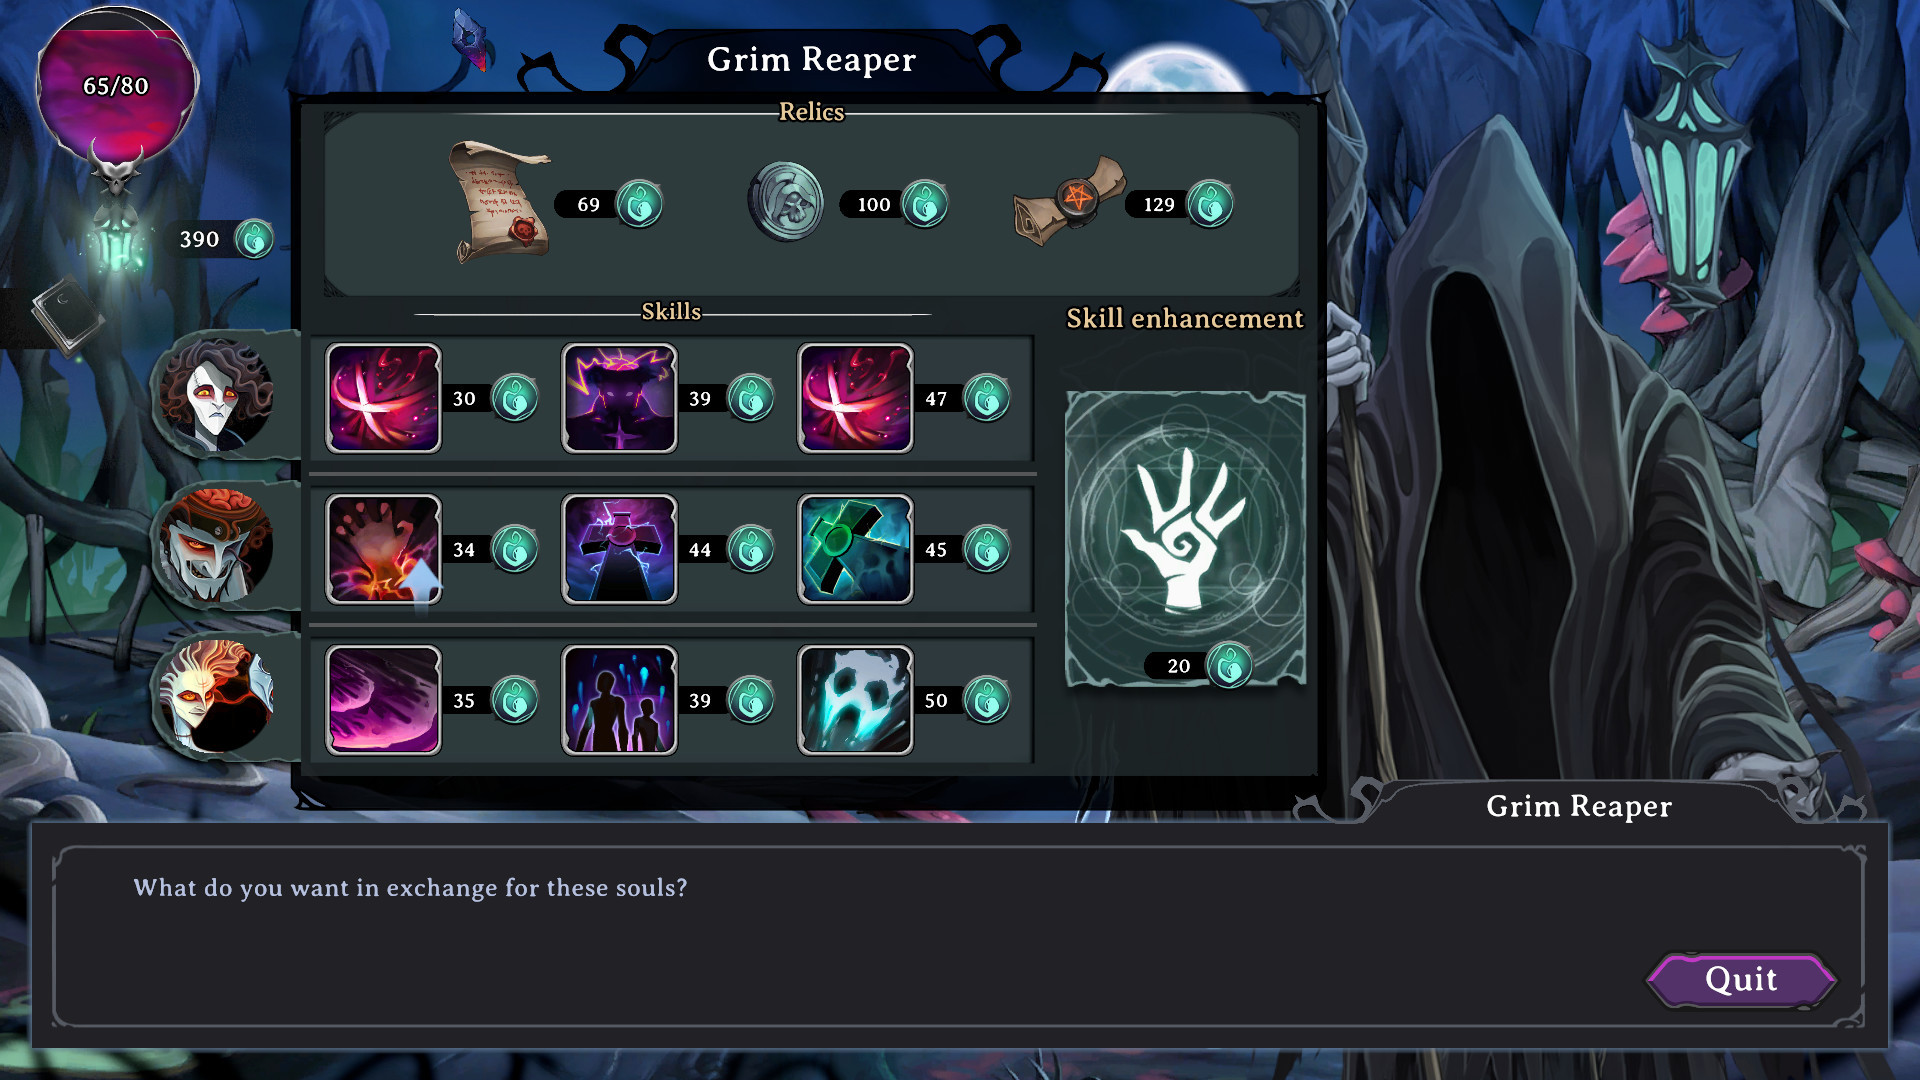 65/80
Grim Reaper
Relics
69
100
129
390
Skills
Skill enhancement
30
39
47
34
44
45
20
35
39
50
Grim Reaper
What do you want in exchange for these souls?
Quit